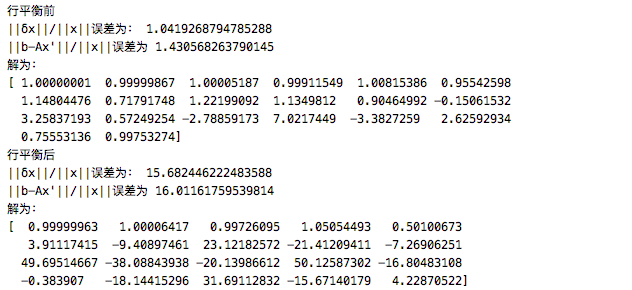 行平衡前
||δx||/||x||误差为： 1.0419268794785288
||b-Ax'||/||x||误差为 1.430568263790145
解为：
[ 1.00000001 0.99999867 1.00005187 0.99911549 1.00815386 0.95542598
1.14804476 0.71791748 1.22199092 1.1349812 0.90464992 -0.15061532
3.25837193 0.57249254 -2.78859173 7.0217449 -3.3827259 2.62592934
0.75553136 0.99753274]
行平衡后
||δx||/||x||误差为： 15.682446222483588
||b-Ax'||/||x||误差为 16.01161759539814
解为：
[ 0.99999963 1.00006417 0.99726095 1.05054493 0.50100673
3.91117415 -9.40897461 23.12182572 -21.41209411 -7.26906251
49.69514667 -38.08843938 -20.13986612 50.12587302 -16.80483108
-0.383907 -18.14415296 31.69112832 -15.67140179 4.22870522]